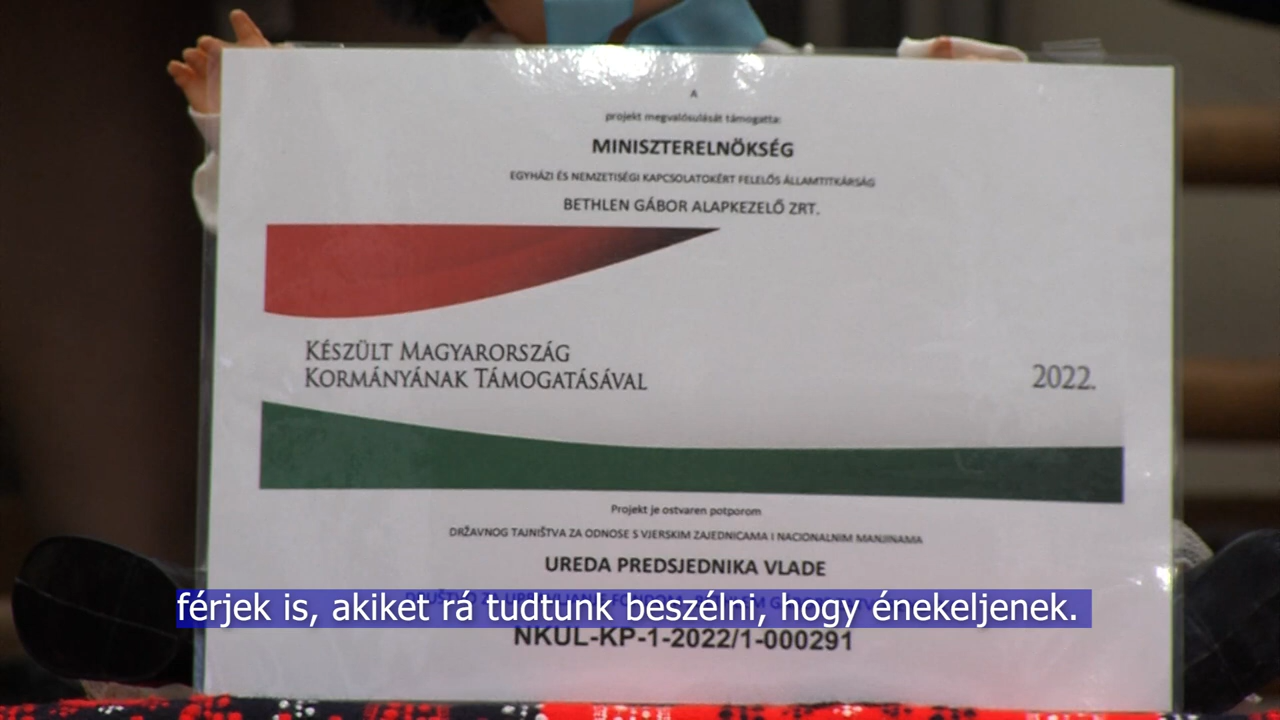 A
projekt megvalósulását támogatta:
MINISZTERELNÖKSÉG
EGYHÁZI ÉS NEMZETISÉGI KAPCSOLATOKÉRT FELELŐS ÁLLAMTITKÁRSÁG
BETHLEN GÁBOR ALAPKEZELŐ ZRT.
KÉSZÜLT MAGYARORSZÁG
KORMÁNYÁNAK TÁMOGATÁSÁVAL
2022.
Projekt je ostvaren potporom
DRŽAVNOG TAJNIŠTVA ZA ODNOSE S VJERSKIM ZAJEDNICAMA I NACIONALNIM MANJINAMA
UREDA PREDSJEDNIKA VLADE
férjek is, akiket rá tudtunk beszélni, hogy énekeljenek.
NKUL-KP-1-2022/1-000291